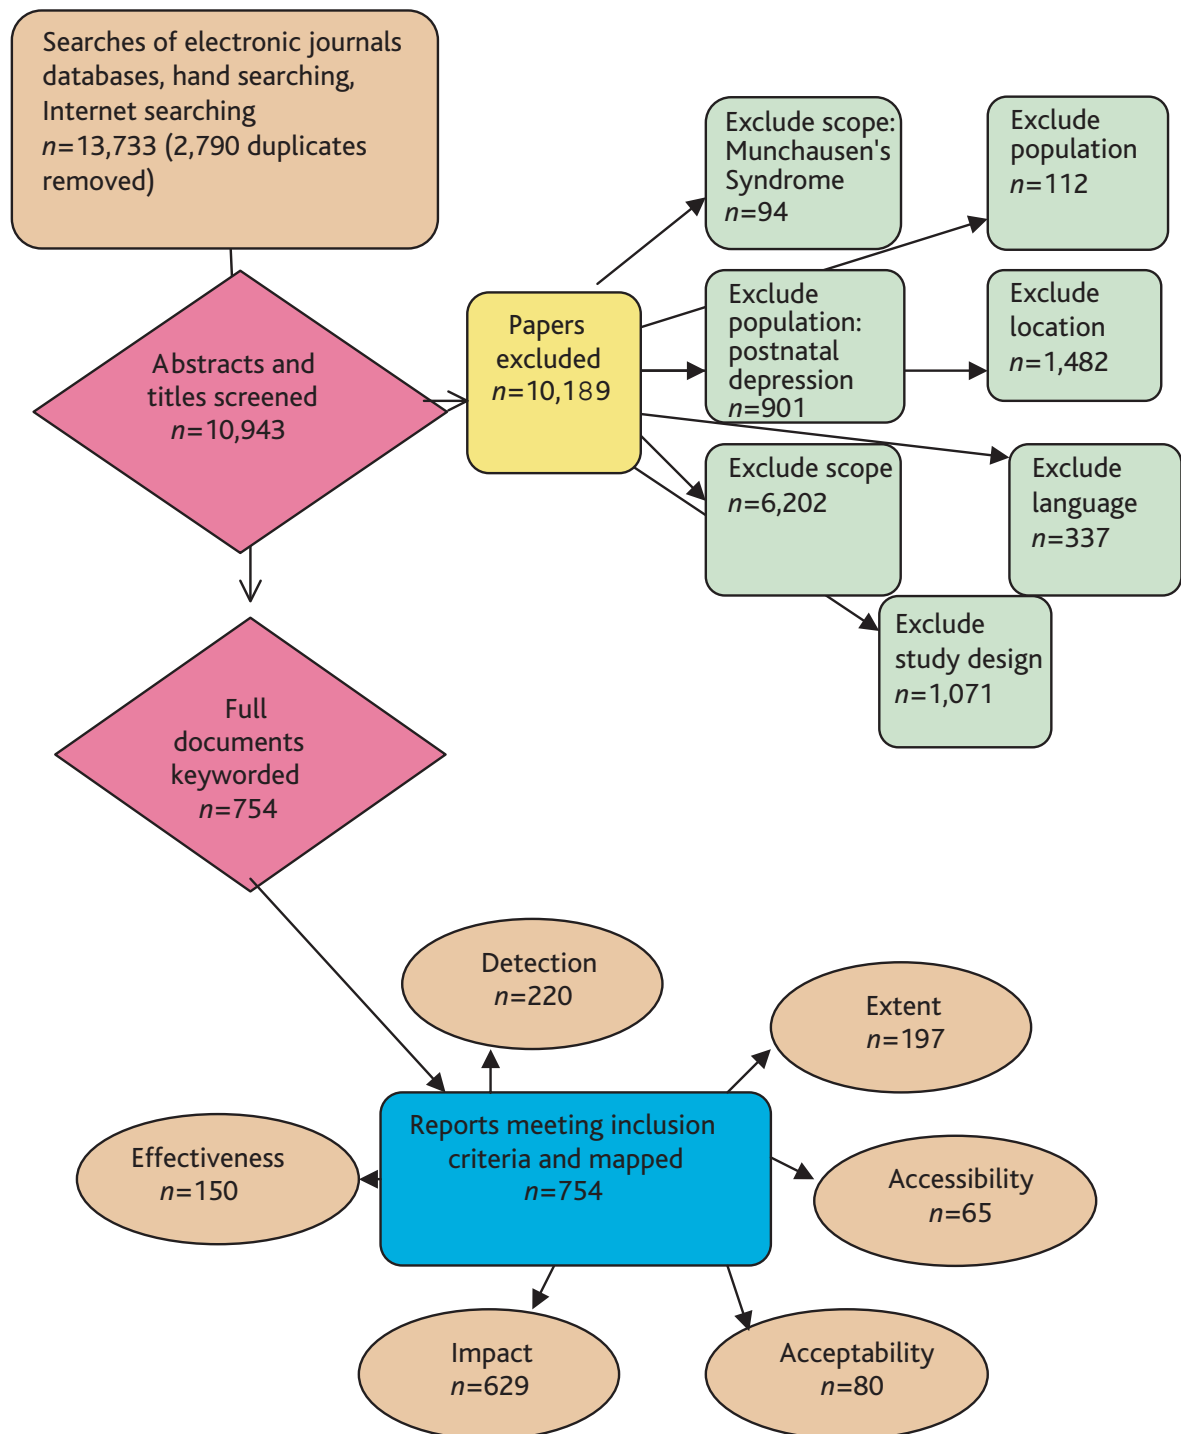 Searches of electronic journals
databases, hand searching,
Internet searching
n=13,733 (2,790 duplicates
removed)
Abstracts and
titles screened
n=10,943
Papers
excluded
n=10,189
Exclude scope:
Munchausen's
Syndrome
n=94
Exclude
population
n=112
Exclude
population:
postnatal
depression
n=901
Exclude
location
n=1,482
Exclude scope
n=6,202
Exclude
language
n=337
Exclude
study design
n=1,071
Full
documents
keyworded
n=754
Detection
n=220
Extent
n=197
Reports meeting inclusion
criteria and mapped
n=754
Effectiveness
n=150
Accessibility
n=65
Impact
n=629
Acceptability
n=80